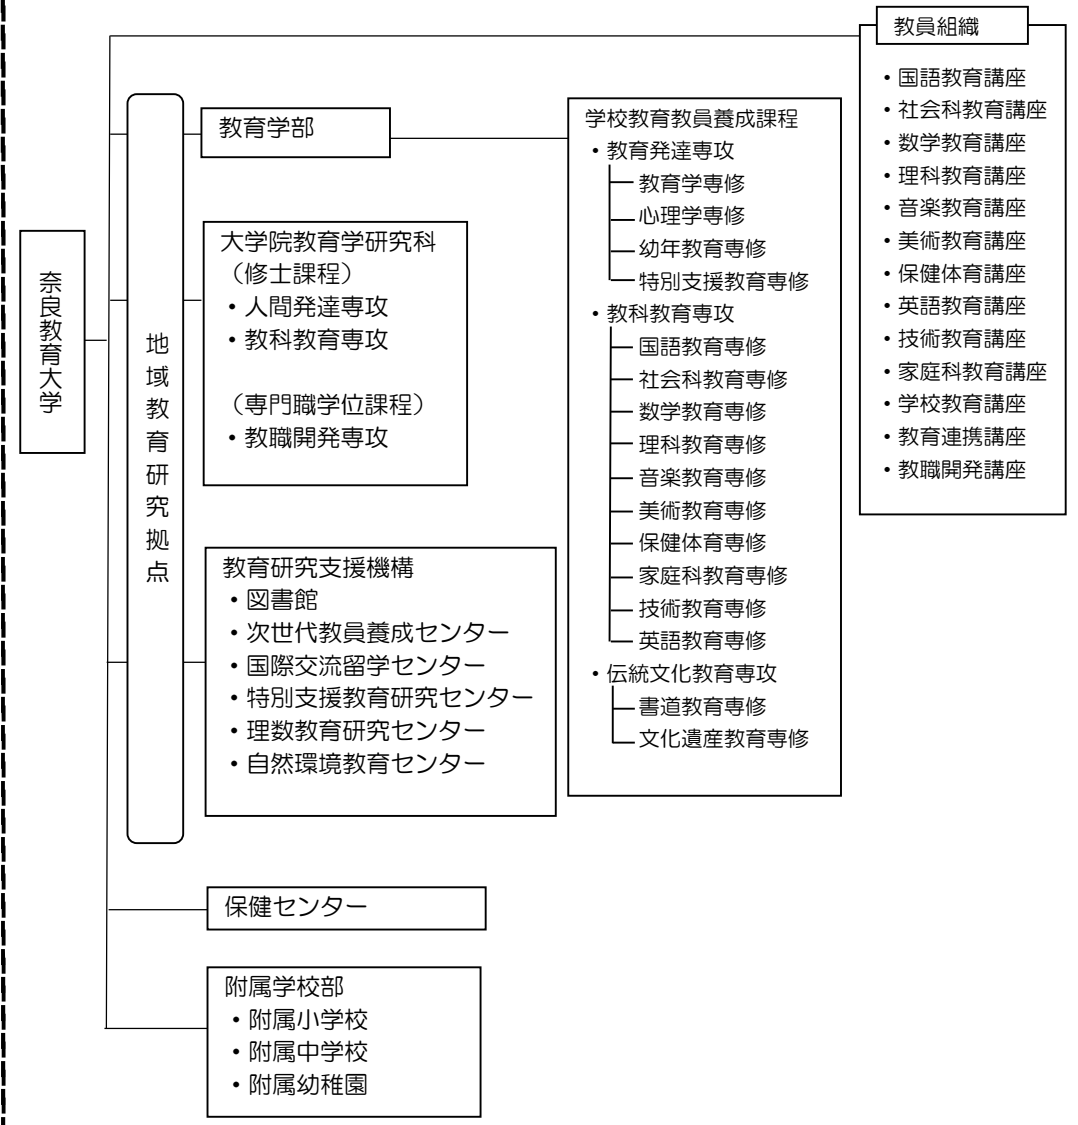 奈良教育大学
地域教育研究拠点
教育学部
大学院教育学研究科
（修士課程）
・人間発達専攻
・教科教育専攻
（専門職学位課程）
・教職開発専攻
教育研究支援機構
・図書館
・次世代教員養成センター
・国際交流留学センター
・特別支援教育研究センター
・理数教育研究センター
・自然環境教育センター
保健センター
附属学校部
・附属小学校
・附属中学校
・附属幼稚園
学校教育教員養成課程
・教育発達専攻
教育学専修
心理学専修
幼年教育専修
特別支援教育専修
・教科教育専攻
国語教育専修
社会科教育専修
数学教育専修
理科教育専修
音楽教育専修
美術教育専修
保健体育専修
家庭科教育専修
技術教育専修
英語教育専修
・伝統文化教育専攻
書道教育専修
文化遺産教育専修
教員組織
・国語教育講座
・社会科教育講座
・数学教育講座
・理科教育講座
・音楽教育講座
・美術教育講座
・保健体育講座
・英語教育講座
・技術教育講座
・家庭科教育講座
・学校教育講座
・教育連携講座
・教職開発講座